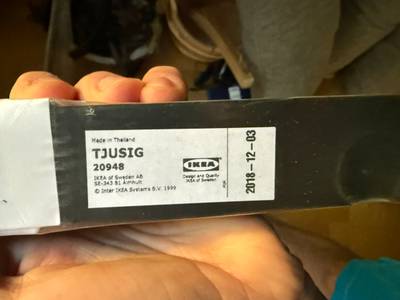 Made in Thailand
TJUSIG
20948
IKEA of Sweden AB
SE-343 81 Älmhult
© Inter IKEA Systems B.V. 1999
IKEA
Design and Quality
IKEA of Sweden
2018-12-03